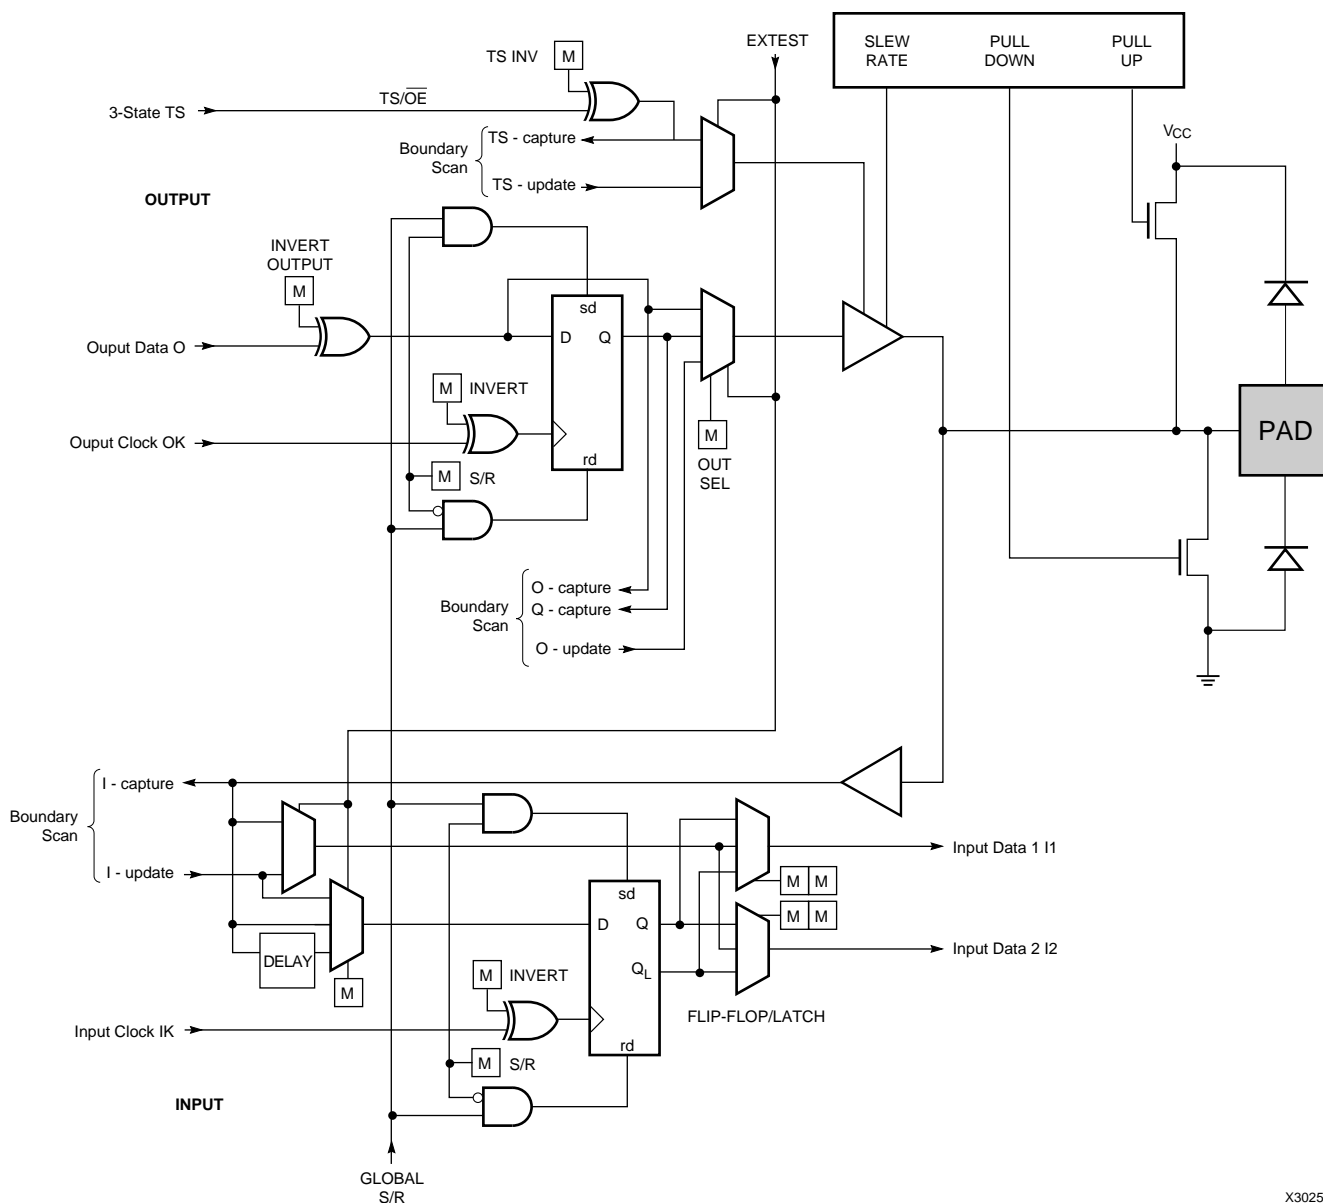 EXTEST
SLEW
RATE
PULL
DOWN
PULL
UP
TS INV
M
TS/OE
3-State TS
VCC
TS - capture
Boundary
Scan
TS - update
OUTPUT
INVERT
OUTPUT
M
sd
D
Q
Ouput Data O
M
INVERT
PAD
M
Ouput Clock OK
OUT
SEL
rd
M
S/R
O - capture
Q - capture
Boundary
Scan
O - update
I - capture
Boundary
Scan
I - update
Input Data 1 I1
M M
sd
M M
D
Q
Input Data 2 I2
DELAY
QL
M
INVERT
M
FLIP-FLOP/LATCH
Input Clock IK
rd
M
S/R
INPUT
GLOBAL
S/R
X3025